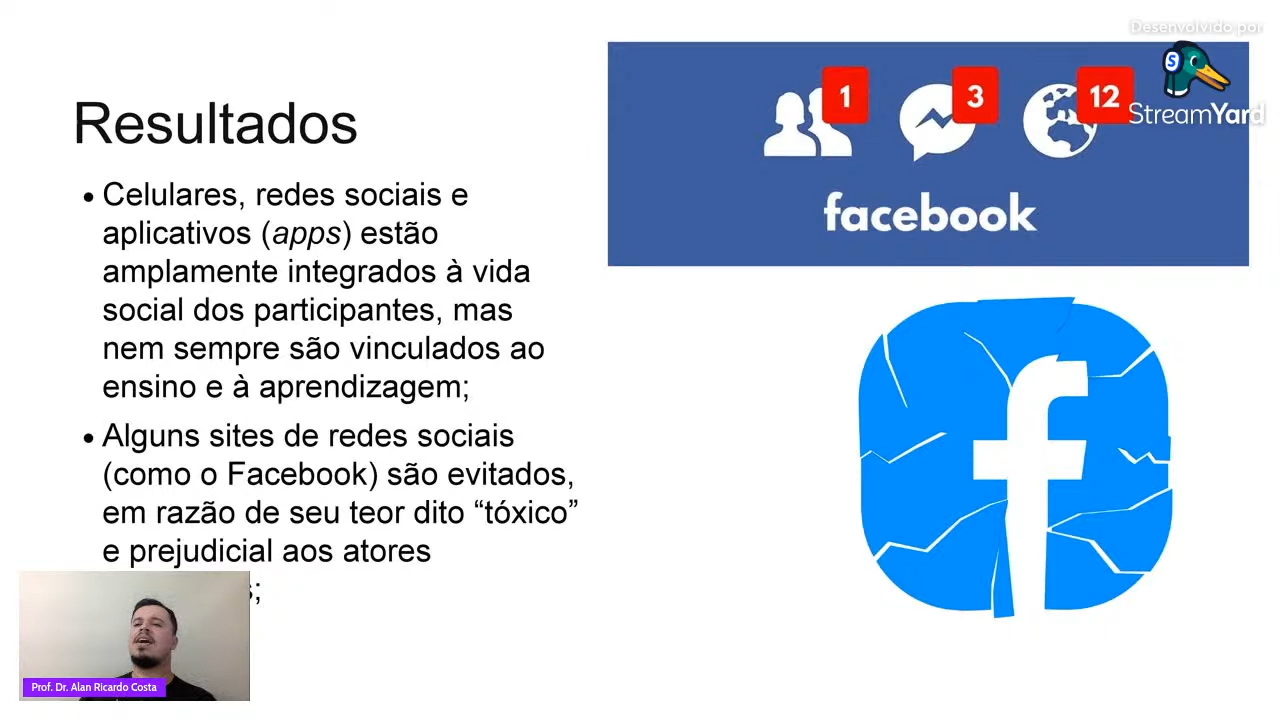 Desenvolvido por
StreamYard
Resultados
• Celulares, redes sociais e
aplicativos (apps) estão
amplamente integrados à vida
social dos participantes, mas
nem sempre são vinculados ao
ensino e à aprendizagem;
• Alguns sites de redes sociais
(como o Facebook) são evitados,
em razão de seu teor dito “tóxico”
e prejudicial aos atores
1
3
12
facebook
f
Prof. Dr. Alan Ricardo Costa